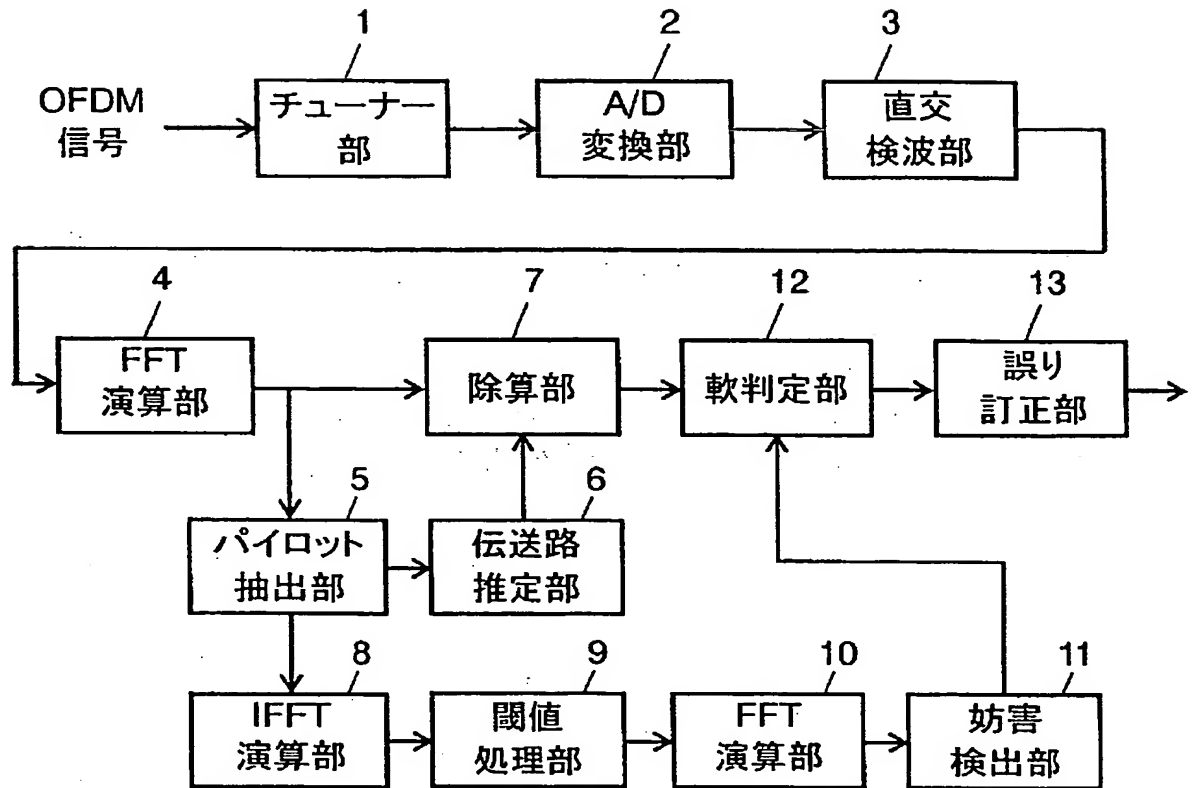 1
2
3
OFDM
信号
チューナー
部
A/D
変換部
直交
検波部
4
7
12
13
FFT
演算部
除算部
軟判定部
誤り
訂正部
5
6
パイロット
抽出部
伝送路
推定部
8
9
10
11
IFFT
演算部
閾値
処理部
FFT
演算部
妨害
検出部